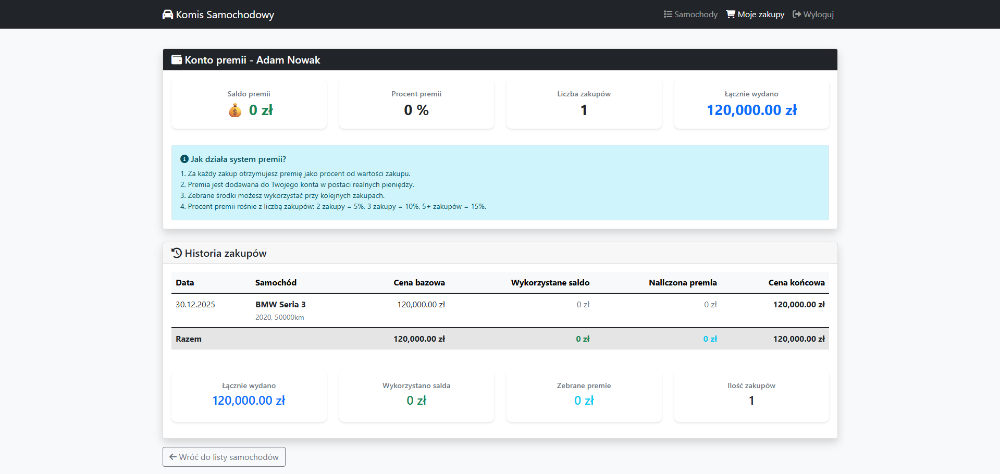 Komis Samochodowy
Samochody Moje zakupy Wyloguj
Konto premii - Adam Nowak
Saldo premii
0 zł
Procent premii
0 %
Liczba zakupów
1
Łącznie wydano
120,000.00 zł
Jak działa system premii?
1. Za każdy zakup otrzymujesz premię jako procent od wartości zakupu.
2. Premia jest dodawana do Twojego konta w postaci realnych pieniędzy.
3. Zebrane środki możesz wykorzystać przy kolejnych zakupach.
4. Procent premii rośnie z liczbą zakupów: 2 zakupy = 5%, 3 zakupy = 10%, 5+ zakupów = 15%.
Historia zakupów
Data Samochód Cena bazowa Wykorzystane saldo Naliczona premia Cena końcowa
30.12.2025 BMW Seria 3 120,000.00 zł 0 zł 0 zł 120,000.00 zł
2020, 50000km
Razem 120,000.00 zł 0 zł 0 zł 120,000.00 zł
Łącznie wydano
120,000.00 zł
Wykorzystano salda
0 zł
Zebrane premie
0 zł
Ilość zakupów
1
Wróć do listy samochodów